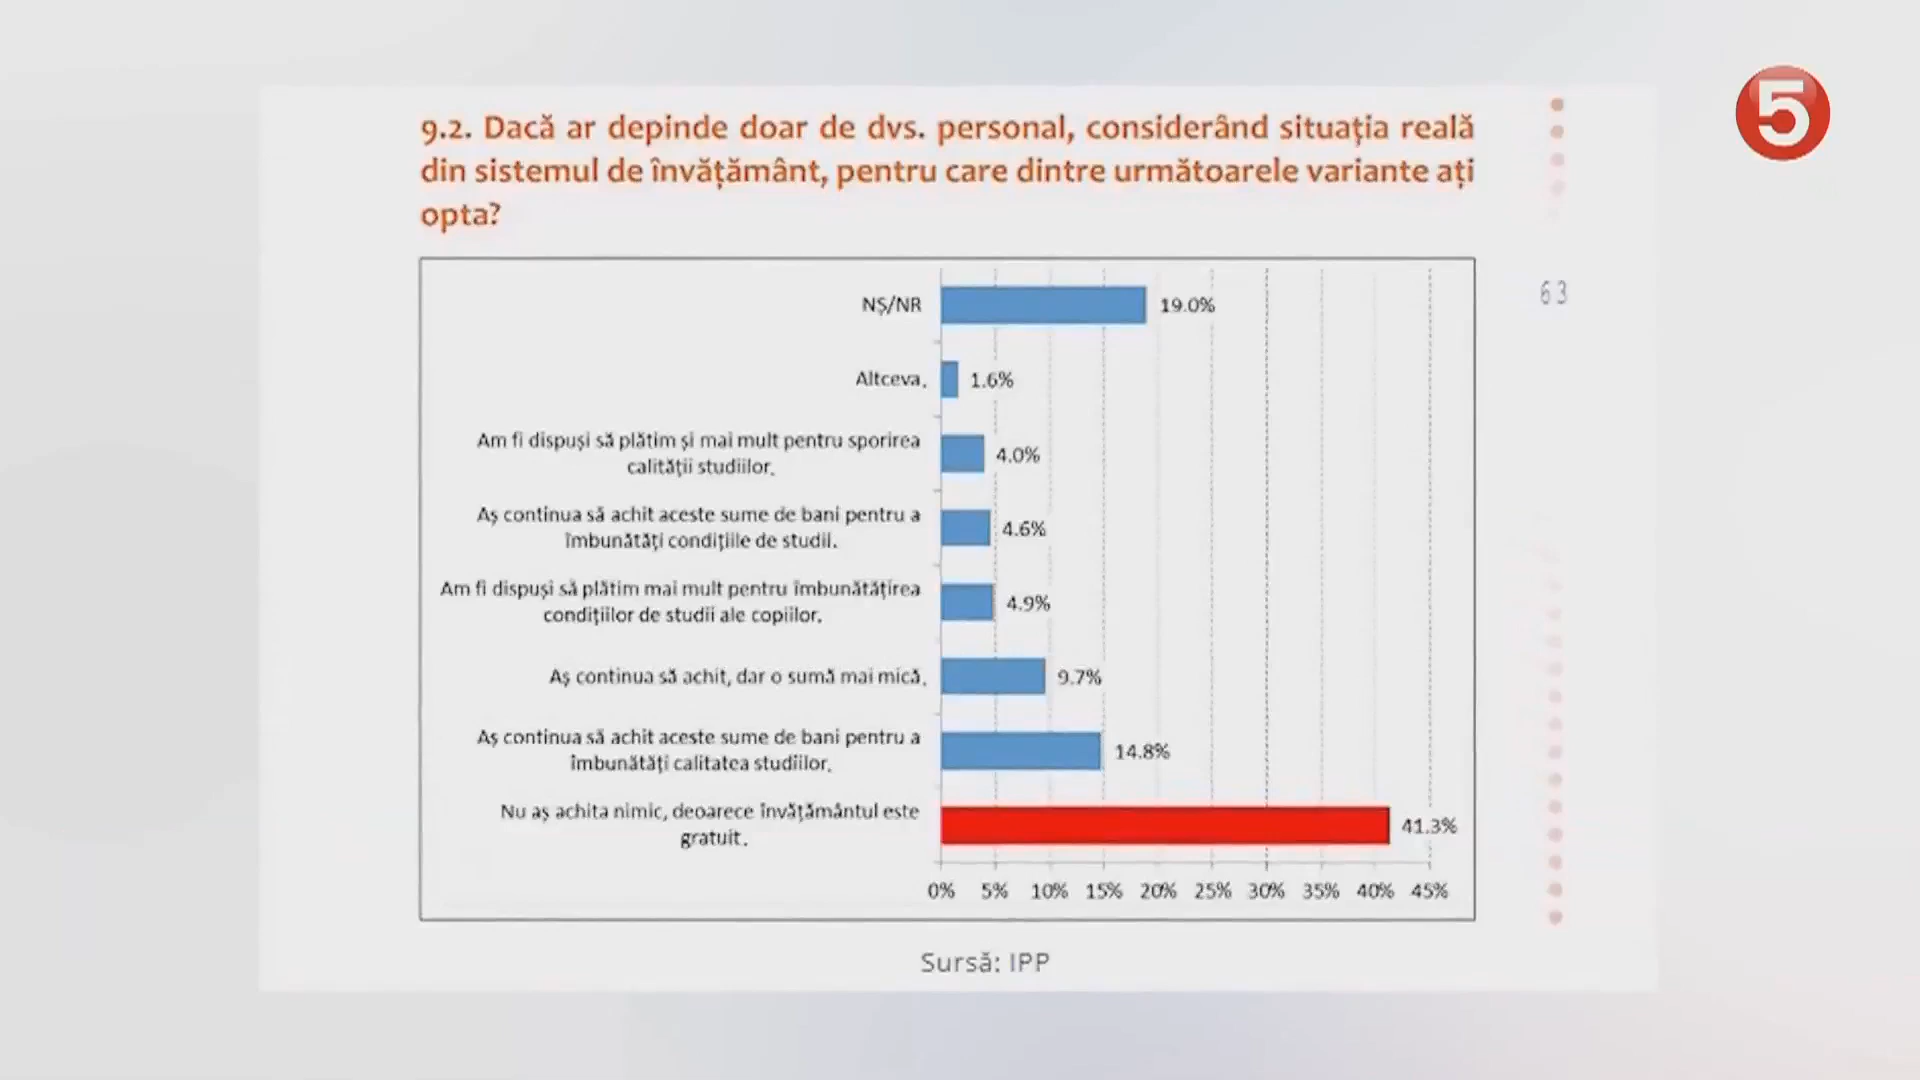 5
9.2. Dacă ar depinde doar de dvs. personal, considerând situația reală
din sistemul de învățământ, pentru care dintre următoarele variante ați
opta?
63
NȘ/NR
19.0%
Altceva.
1.6%
Am fi dispuși să plătim și mai mult pentru sporirea
calității studiilor.
4.0%
Aș continua să achit aceste sume de bani pentru a
îmbunătăți condițiile de studii.
4.6%
Am fi dispuși să plătim mai mult pentru îmbunătățirea
condițiilor de studii ale copiilor.
4.9%
Aș continua să achit, dar o sumă mai mică.
9.7%
Aș continua să achit aceste sume de bani pentru a
îmbunătăți calitatea studiilor.
14.8%
Nu aș achita nimic, deoarece învățământul este
gratuit.
41.3%
0% 5% 10% 15% 20% 25% 30% 35% 40% 45%
Sursă: IPP